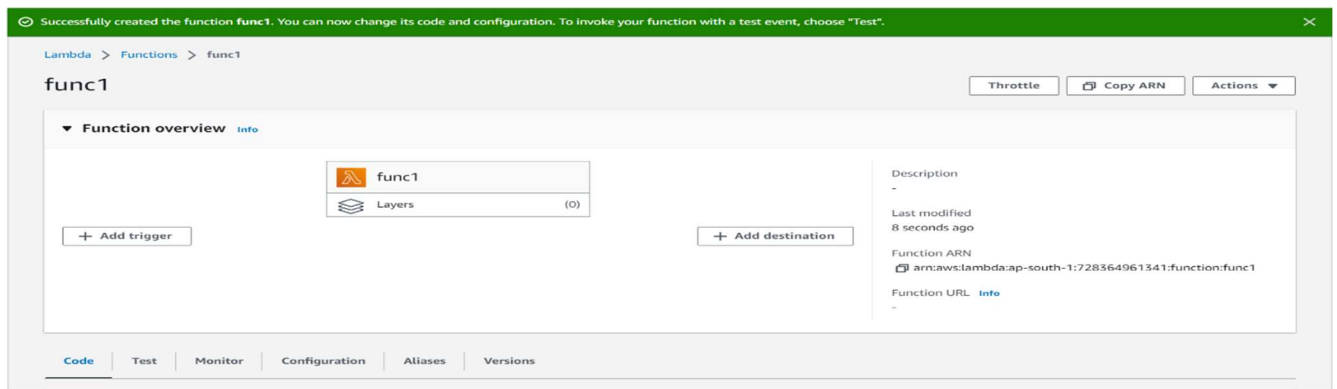 Successfully created the function func1. You can now change its code and configuration. To invoke your function with a test event, choose "Test".
Lambda > Functions > func1
func1
Throttle
Copy ARN
Actions
Function overview Info
func1
Layers (0)
+ Add trigger
+ Add destination
Description
-
Last modified
8 seconds ago
Function ARN
arn:aws:lambda:ap-south-1:728364961341:function:func1
Function URL Info
-
Code Test Monitor Configuration Aliases Versions